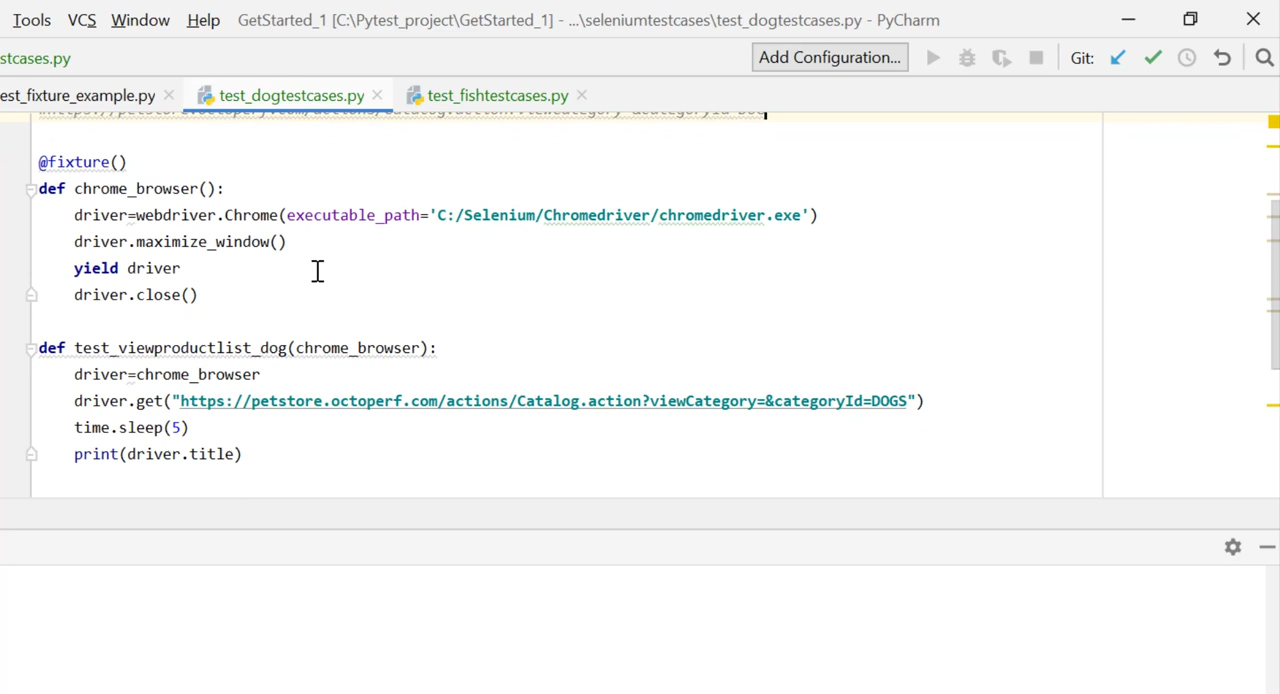 Tools VCS Window Help GetStarted_1 [C:\Pytest_project\GetStarted_1] - ...\seleniumtestcases\test_dogtestcases.py - PyCharm
stcases.py Add Configuration... Git:
est_fixture_example.py test_dogtestcases.py test_fishtestcases.py
@fixture()
def chrome_browser():
driver=webdriver.Chrome(executable_path='C:/Selenium/Chromedriver/chromedriver.exe')
driver.maximize_window()
yield driver
driver.close()
def test_viewproductlist_dog(chrome_browser):
driver=chrome_browser
driver.get("https://petstore.octoperf.com/actions/Catalog.action?viewCategory=&categoryId=DOGS")
time.sleep(5)
print(driver.title)